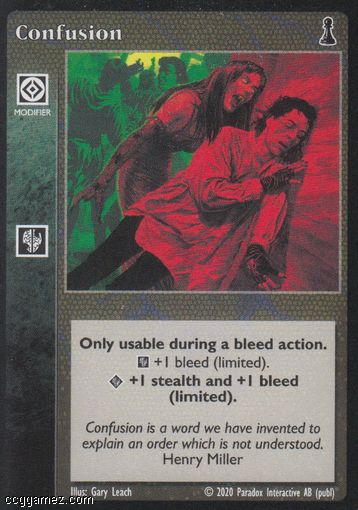 Confusion
MODIFIER
Only usable during a bleed action.
+1 bleed (limited).
+1 stealth and +1 bleed
(limited).
Confusion is a word we have invented to
explain an order which is not understood.
Henry Miller
Illus: Gary Leach © 2020 Paradox Interactive AB (publ)
ccggamez.com